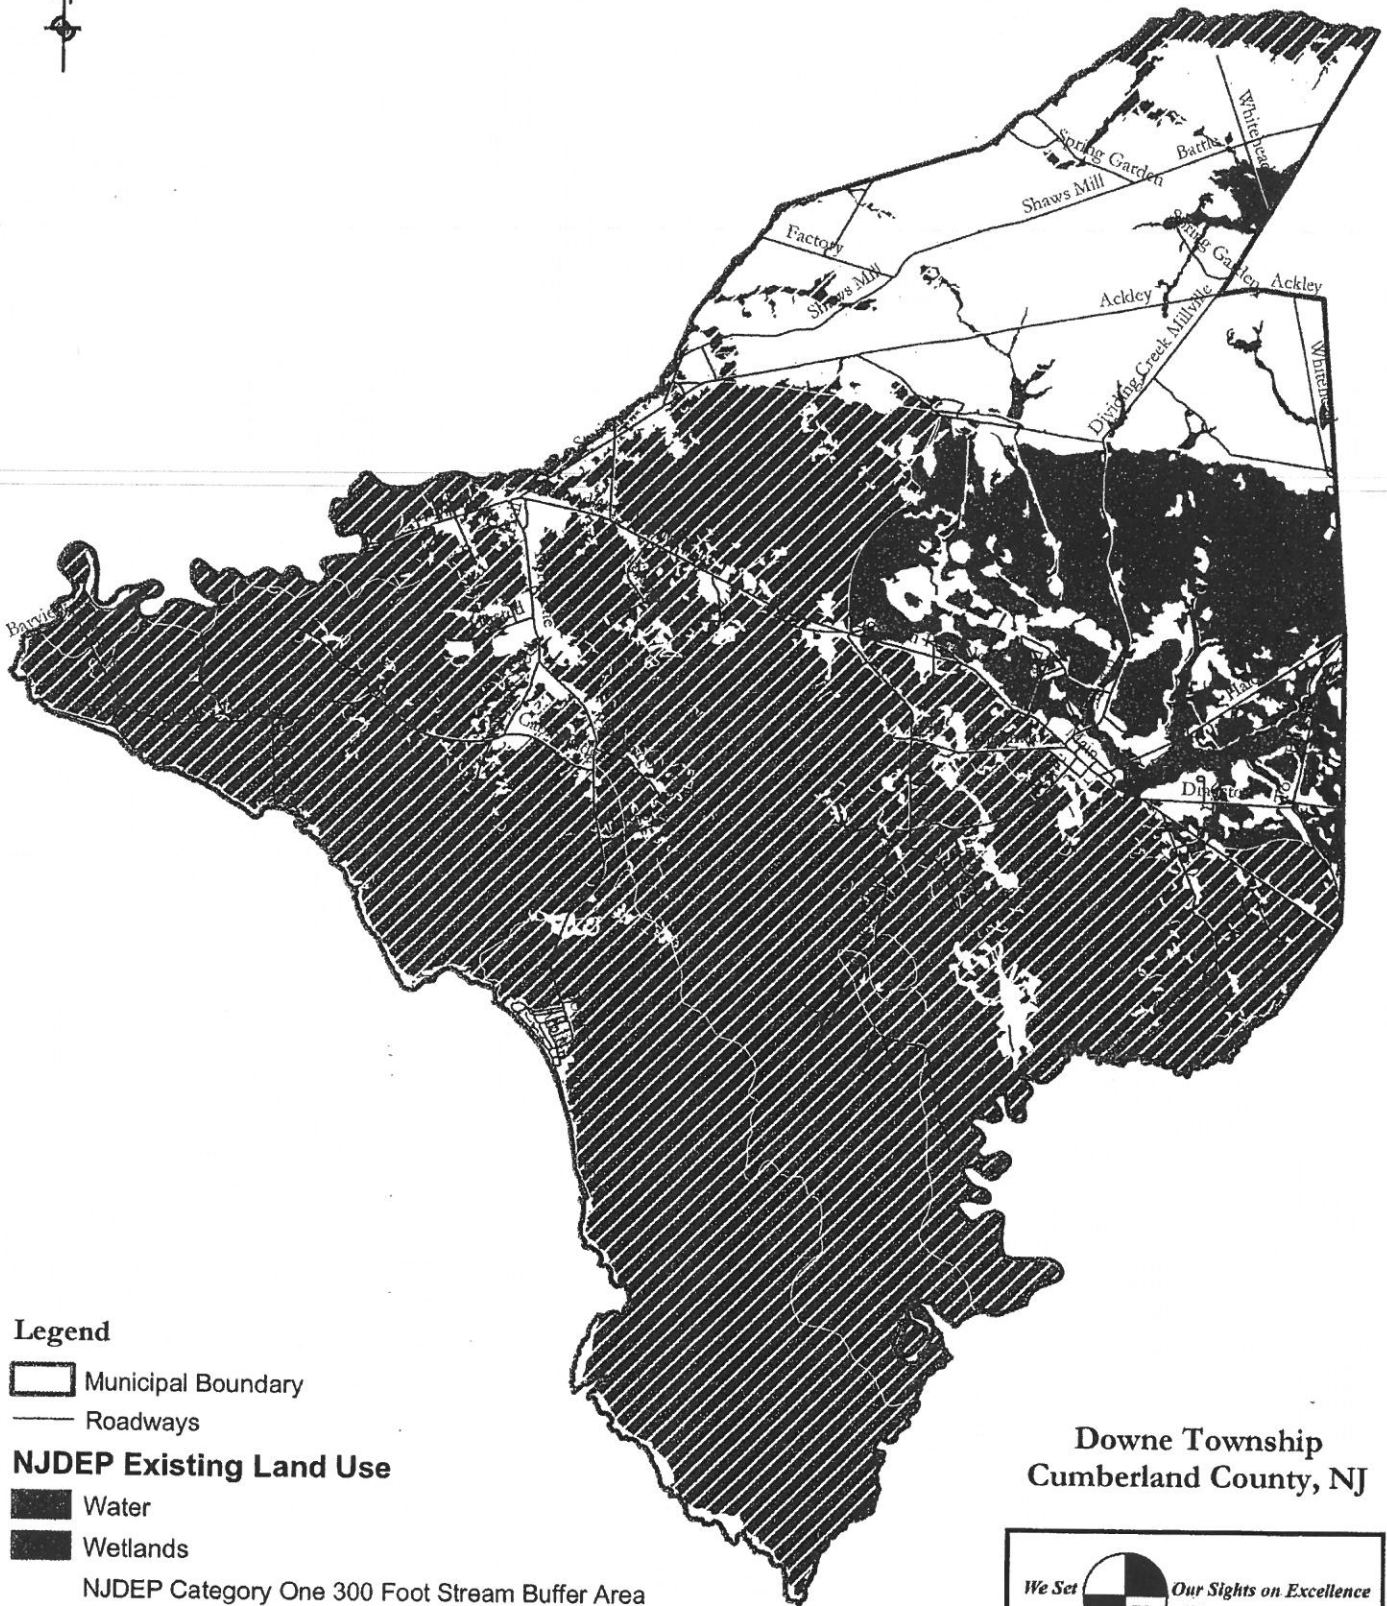 Whitehead
Spring Garden
Battle
Shaws Mill
Factory
Spring Garden
Shaws Mill
Ackley
Ackley
Dividing Creek Millville
Legend
Municipal Boundary
Roadways
NJDEP Existing Land Use
Water
Wetlands
NJDEP Category One 300 Foot Stream Buffer Area
Downe Township
Cumberland County, NJ
We Set
Our Sights on Excellence